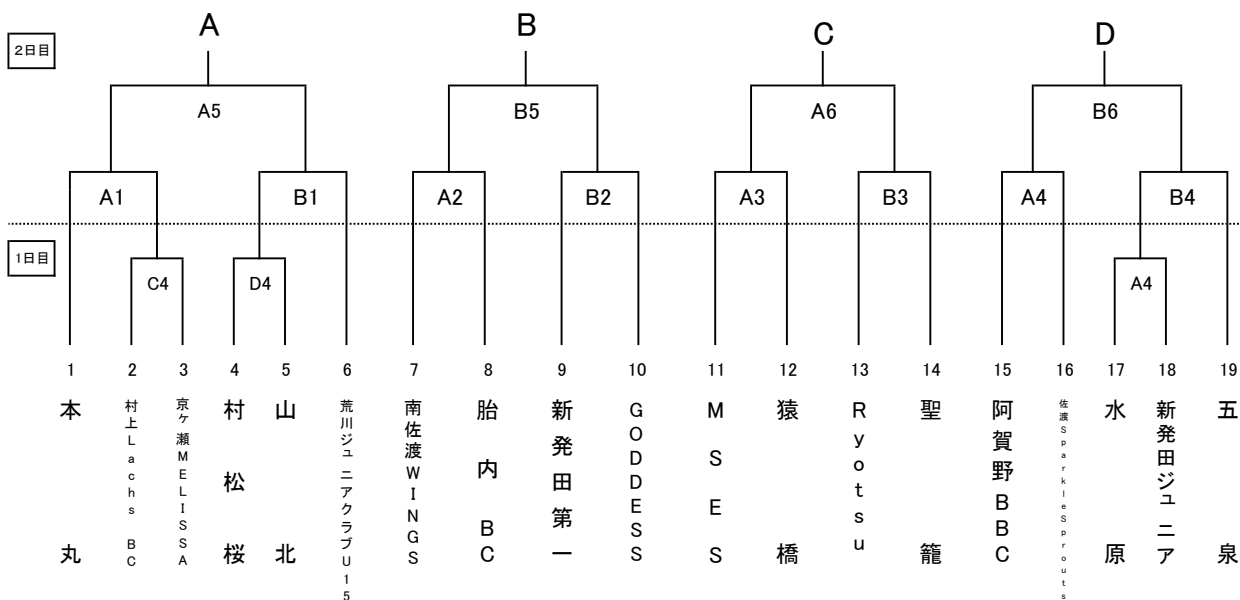 A B C D
2日目
A5 B5 A6 B6
A1 B1 A2 B2 A3 B3 A4 B4
1日目
C4 D4 A4
1 2 3 4 5 6 7 8 9 10 11 12 13 14 15 16 17 18 19
本丸
村上Lachs BC
京ヶ瀬MELISSA
村松桜
山北
荒川ジュニアクラブU15
南佐渡WINGS
胎内BC
新発田第一
GODDESS
MSES
猿橋
Ryotsu
聖籠
阿賀野BBC
佐渡SparkleSprouts
水原
新発田ジュニア
五泉